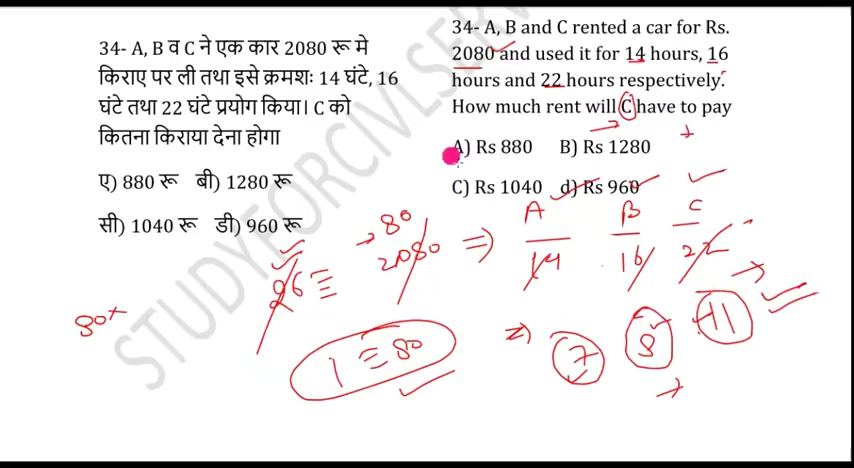 34- A, B व C ने एक कार 2080 रू मे
किराए पर ली तथा इसे क्रमशः 14 घंटे, 16
घंटे तथा 22 घंटे प्रयोग किया। C को
कितना किराया देना होगा
ए) 880 रू बी) 1280 रू
सी) 1040 रू डी) 960 रू
34- A, B and C rented a car for Rs.
2080 and used it for 14 hours, 16
hours and 22 hours respectively.
How much rent will C have to pay
A) Rs 880 B) Rs 1280
C) Rs 1040 d) Rs 960
A B C
14 16 22
→ 80
26 ≡ 2080 ⇒
80×
1 ≡ 80
7 8 11
STUDYFORCIVLSERV